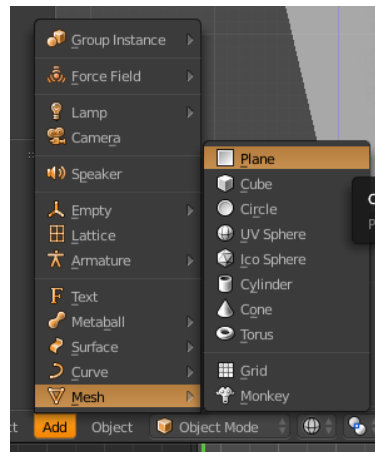 Group Instance
Force Field
Lamp
Camera
Speaker
Empty
Lattice
Armature
Text
Metaball
Surface
Curve
Mesh
Plane
Cube
Circle
UV Sphere
Ico Sphere
Cylinder
Cone
Torus
Grid
Monkey
Add Object Object Mode